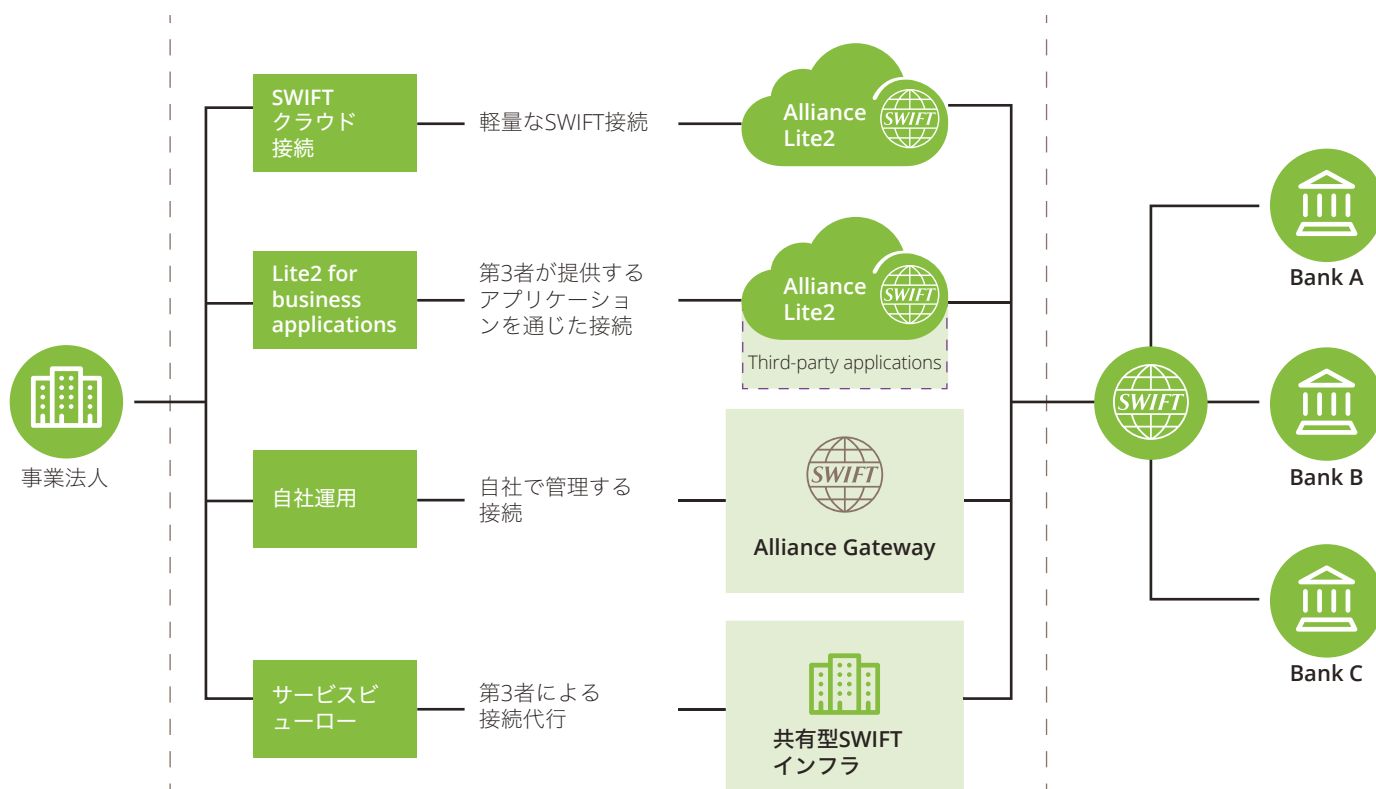 事業法人
SWIFT
クラウド
接続
軽量なSWIFT接続
Alliance
Lite2
SWIFT
Lite2 for
business
applications
第3者が提供する
アプリケーショ
ンを通じた接続
Alliance
Lite2
SWIFT
Third-party applications
自社運用
自社で管理する
接続
SWIFT
Alliance Gateway
サービスビ
ューロー
第3者による
接続代行
共有型SWIFT
インフラ
SWIFT
Bank A
Bank B
Bank C